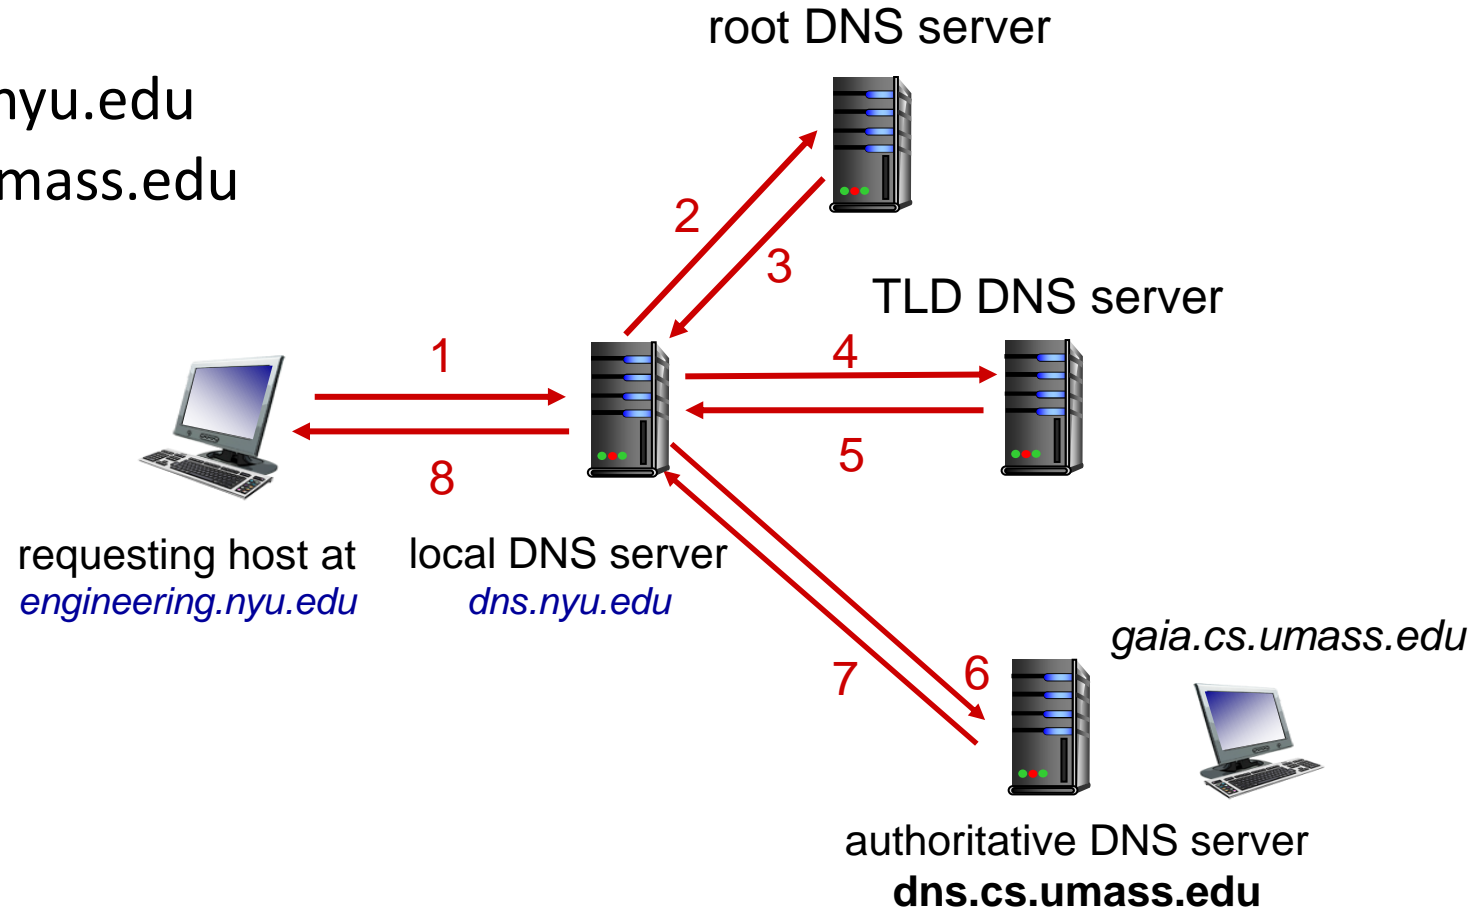 root DNS server
nyu.edu
mass.edu
2
3
TLD DNS server
1
4
8
5
requesting host at
engineering.nyu.edu
local DNS server
dns.nyu.edu
gaia.cs.umass.edu
7
6
authoritative DNS server
dns.cs.umass.edu